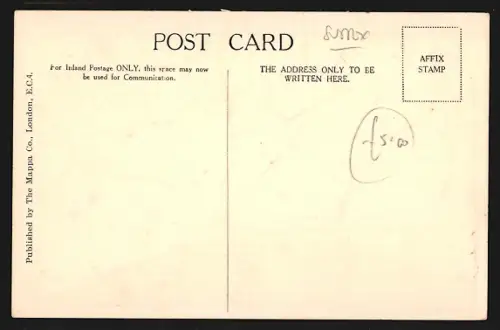 POST CARD
Sussex
For Inland Postage ONLY, this space may now
be used for Communication.
THE ADDRESS ONLY TO BE
WRITTEN HERE.
AFFIX
STAMP
£5.00
Published by The Mappa Co., London, E.C.4.